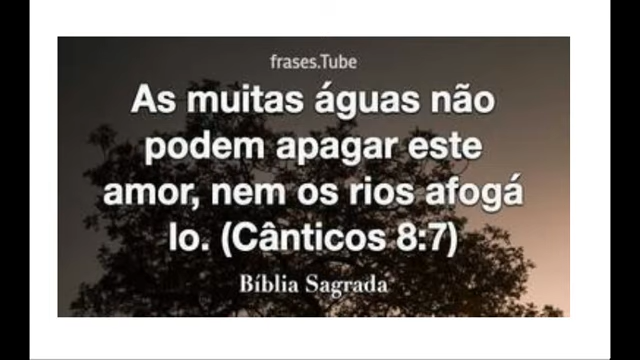 frases.Tube
As muitas águas não
podem apagar este
amor, nem os rios afogá
lo. (Cânticos 8:7)
Bíblia Sagrada